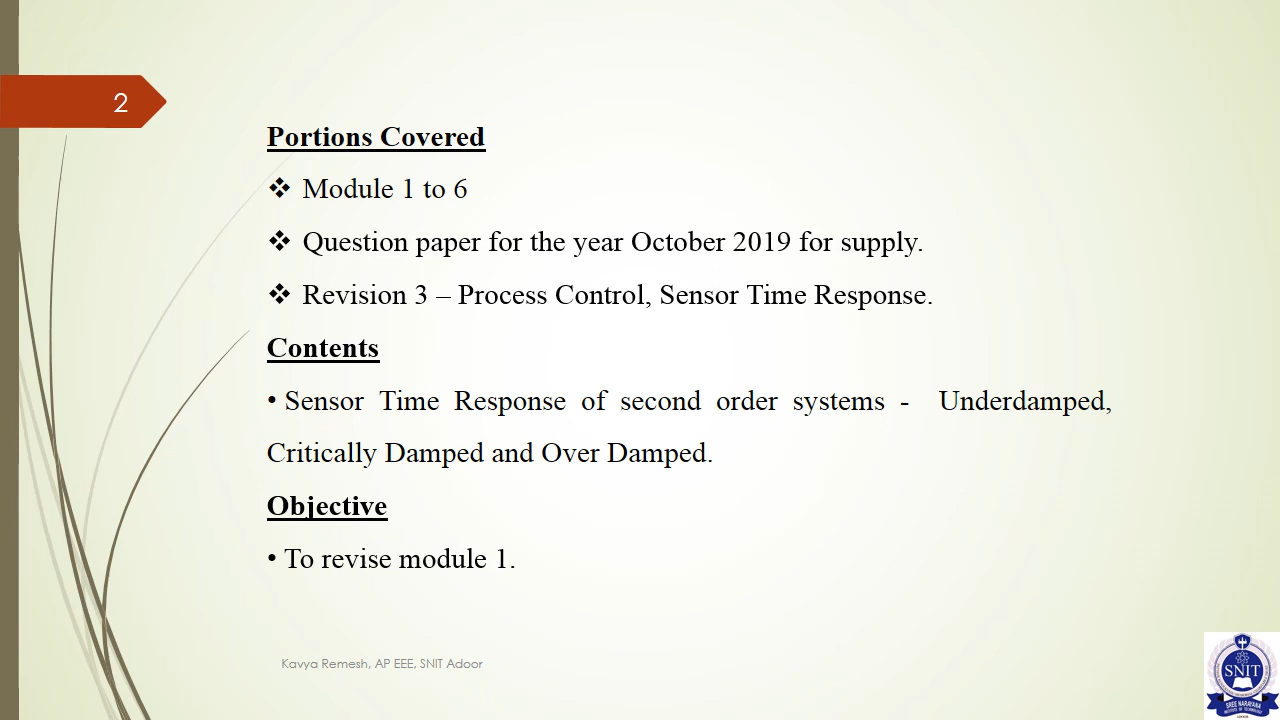 2
Portions Covered
❖ Module 1 to 6
❖ Question paper for the year October 2019 for supply.
❖ Revision 3 – Process Control, Sensor Time Response.
Contents
• Sensor Time Response of second order systems - Underdamped,
Critically Damped and Over Damped.
Objective
• To revise module 1.
Kavya Remesh, AP EEE, SNIT Adoor
SNIT
SREE NARAYANA
INSTITUTE OF TECHNOLOGY